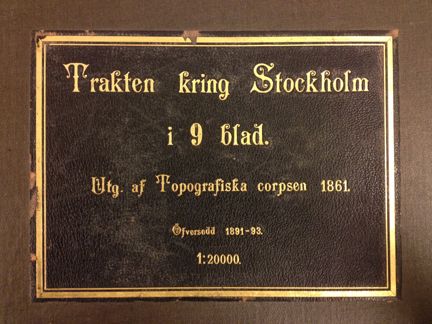 Trakten kring Stockholm
i 9 blad.
Utg. af Topografiska corpsen 1861.
Öfversedd 1891-93.
1:20000.